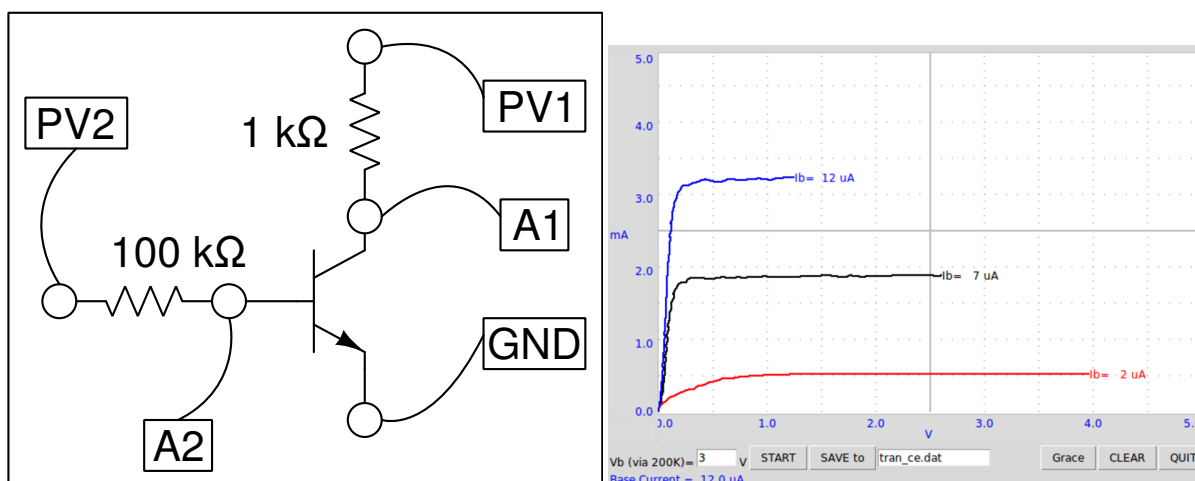 PV2
1 kΩ
PV1
A1
100 kΩ
GND
A2
5.0
4.0
3.0
mA
2.0
1.0
0.0
Ib= 12 uA
Ib= 7 uA
Ib= 2 uA
).0 1.0 2.0 3.0 4.0 5.
V
Vb (via 200K)= 3 V START SAVE to tran_ce.dat Grace CLEAR QUIT
Base Current = 12.0 uA